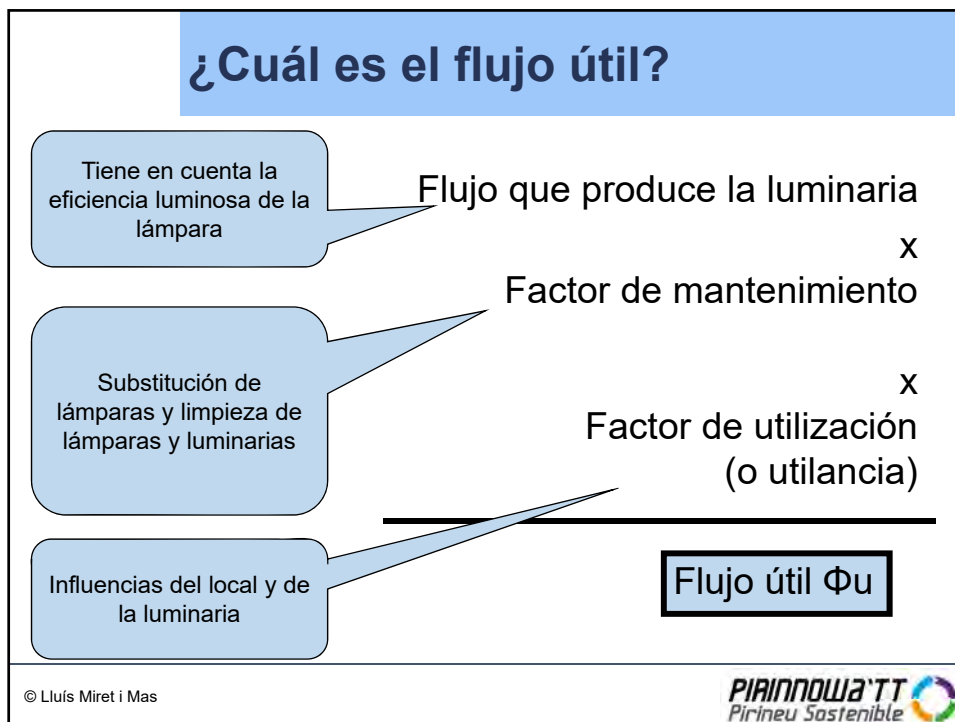 ¿Cuál es el flujo útil?
Tiene en cuenta la
eficiencia luminosa de la
lámpara
Flujo que produce la luminaria
x
Factor de mantenimiento
Substitución de
lámparas y limpieza de
lámparas y luminarias
x
Factor de utilización
(o utilancia)
Influencias del local y de
la luminaria
Flujo útil Φu
© Lluís Miret i Mas
PIRINNOWA'TT
Pirineu Sostenible